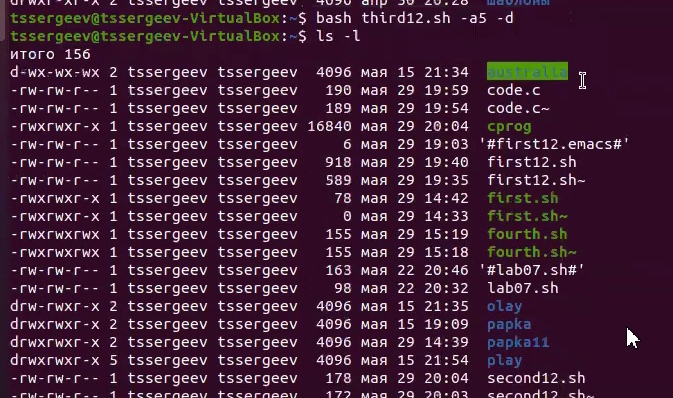 4096 апр 30 20:28 шаблоны
tssergeev@tssergeev-VirtualBox:~$ bash third12.sh -a5 -d
tssergeev@tssergeev-VirtualBox:~$ ls -l
итого 156
d-wx-wx-wx 2 tssergeev tssergeev 4096 мая 15 21:34 australia
-rw-rw-r-- 1 tssergeev tssergeev 190 мая 29 19:59 code.c
-rw-rw-r-- 1 tssergeev tssergeev 189 мая 29 19:54 code.c~
-rwxrwxr-x 1 tssergeev tssergeev 16840 мая 29 20:04 cprog
-rw-rw-r-- 1 tssergeev tssergeev 6 мая 29 19:03 '#first12.emacs#'
-rw-rw-r-- 1 tssergeev tssergeev 918 мая 29 19:40 first12.sh
-rw-rw-r-- 1 tssergeev tssergeev 589 мая 29 19:35 first12.sh~
-rwxrwxr-x 1 tssergeev tssergeev 78 мая 29 14:42 first.sh
-rwxrwxr-x 1 tssergeev tssergeev 0 мая 29 14:33 first.sh~
-rwxrwxrwx 1 tssergeev tssergeev 155 мая 29 15:19 fourth.sh
-rwxrwxrwx 1 tssergeev tssergeev 155 мая 29 15:18 fourth.sh~
-rw-rw-r-- 1 tssergeev tssergeev 163 мая 22 20:46 '#lab07.sh#'
-rw-rw-r-- 1 tssergeev tssergeev 98 мая 22 20:32 lab07.sh
drw-rw-r-x 2 tssergeev tssergeev 4096 мая 15 21:35 olay
drwxrwxr-x 2 tssergeev tssergeev 4096 мая 15 19:09 papka
drwxrwxr-x 2 tssergeev tssergeev 4096 мая 29 14:39 papka11
drwxrwxr-x 5 tssergeev tssergeev 4096 мая 15 21:54 play
-rw-rw-r-- 1 tssergeev tssergeev 178 мая 29 20:04 second12.sh
-rw-rw-r-- 1 tssergeev tssergeev 172 мая 29 20:03 second12.sh~